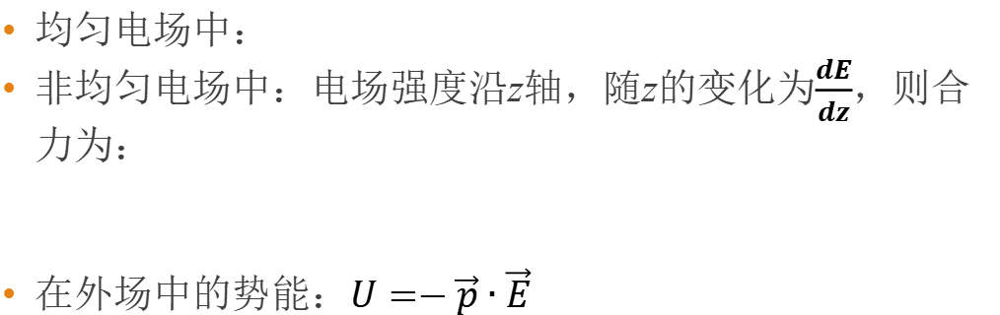 • 均匀电场中：
• 非均匀电场中：电场强度沿z轴，随z的变化为dE/dz，则合
力为：
• 在外场中的势能：U =− p⃗ · E⃗